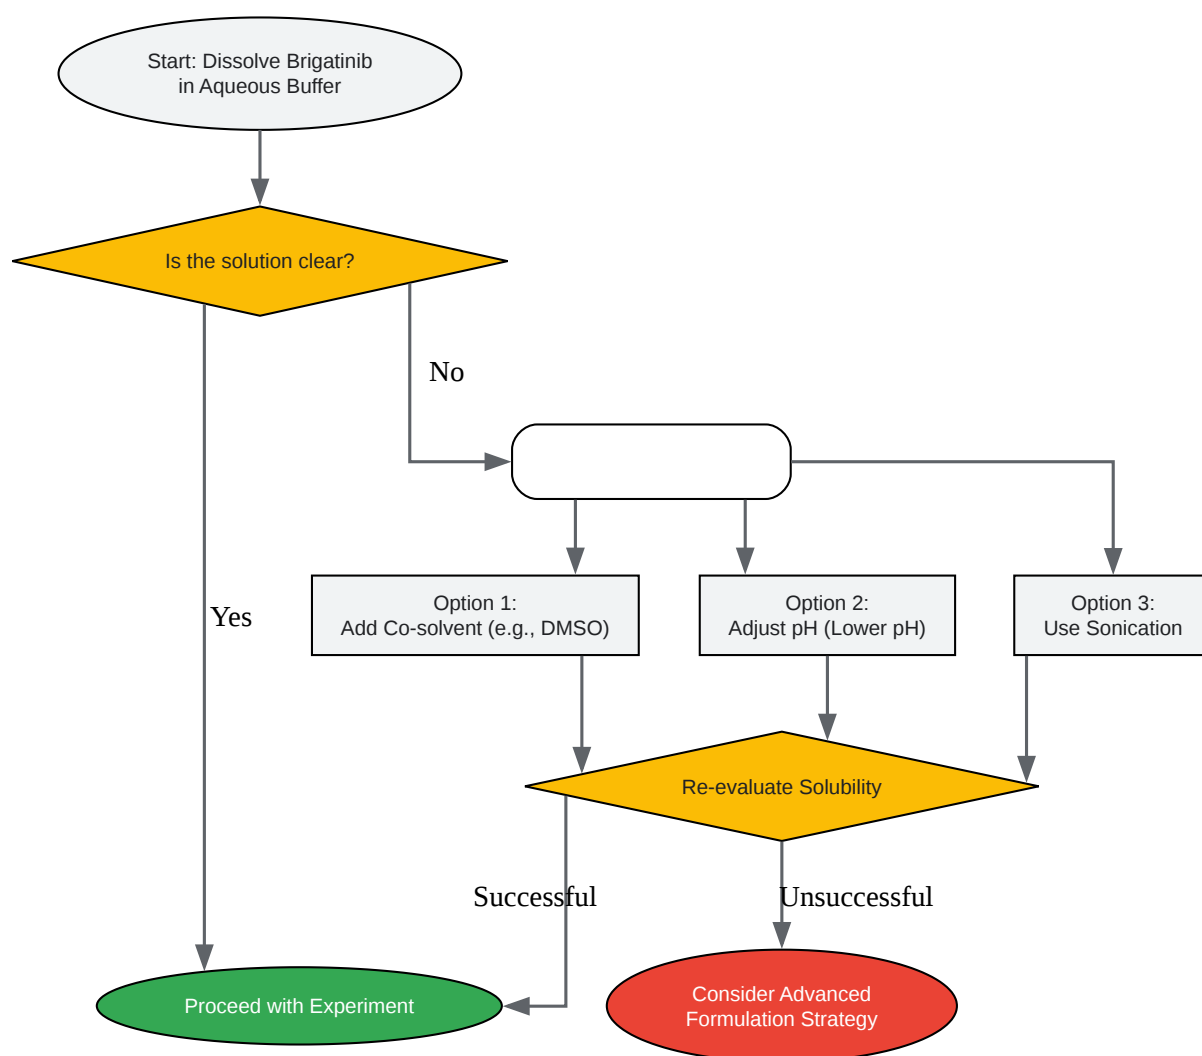 Start: Dissolve Brigatinib
in Aqueous Buffer
Is the solution clear?
No
Yes
Option 1:
Add Co-solvent (e.g., DMSO)
Option 2:
Adjust pH (Lower pH)
Option 3:
Use Sonication
Re-evaluate Solubility
Successful
Unsuccessful
Proceed with Experiment
Consider Advanced
Formulation Strategy